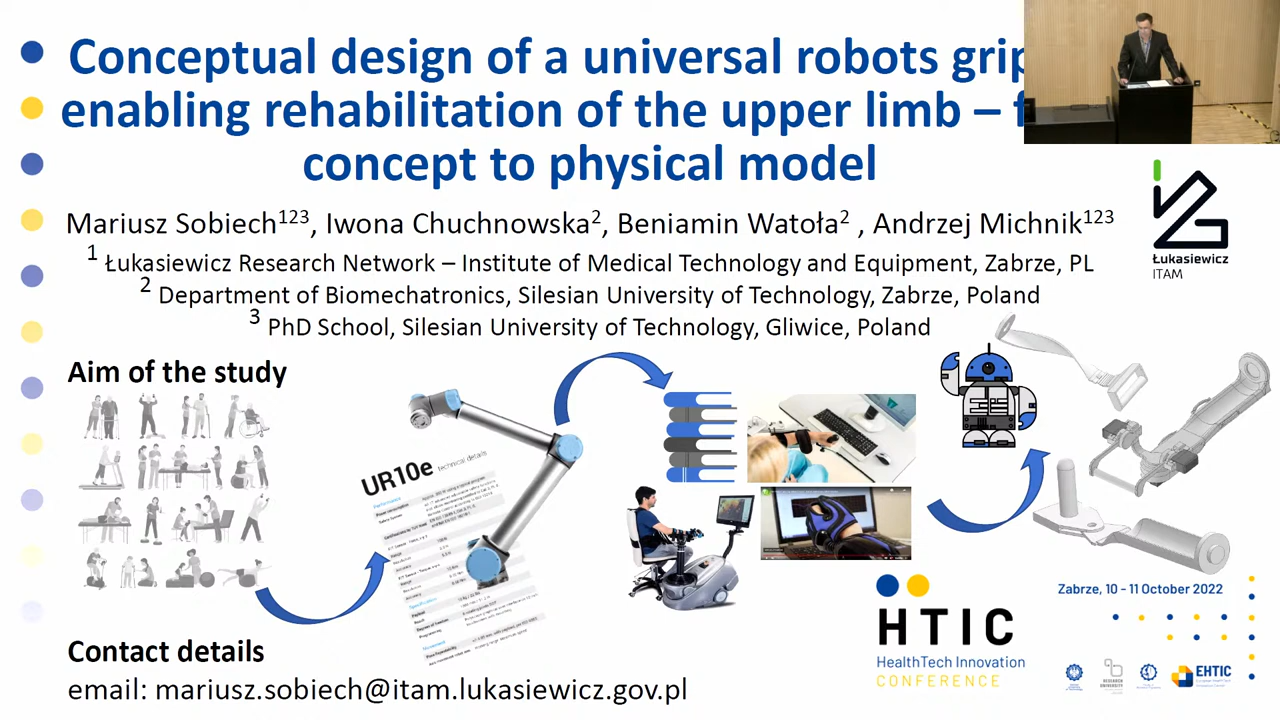 Conceptual design of a universal robots grip
enabling rehabilitation of the upper limb –
concept to physical model
Mariusz Sobiech¹²³, Iwona Chuchnowska², Beniamin Watoła² , Andrzej Michnik¹²³
¹ Łukasiewicz Research Network – Institute of Medical Technology and Equipment, Zabrze, PL
² Department of Biomechatronics, Silesian University of Technology, Zabrze, Poland
³ PhD School, Silesian University of Technology, Gliwice, Poland
Łukasiewicz
ITAM
Aim of the study
UR10e technical details
Zabrze, 10 – 11 October 2022
HTIC
HealthTech Innovation
CONFERENCE
EHTIC
Contact details
email: mariusz.sobiech@itam.lukasiewicz.gov.pl